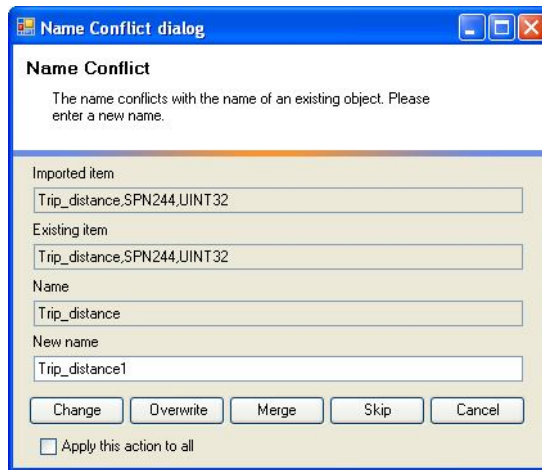 Name Conflict dialog
Name Conflict
The name conflicts with the name of an existing object. Please
enter a new name.
Imported item
Trip_distance,SPN244,UINT32
Existing item
Trip_distance,SPN244,UINT32
Name
Trip_distance
New name
Trip_distance1
Change Overwrite Merge Skip Cancel
Apply this action to all